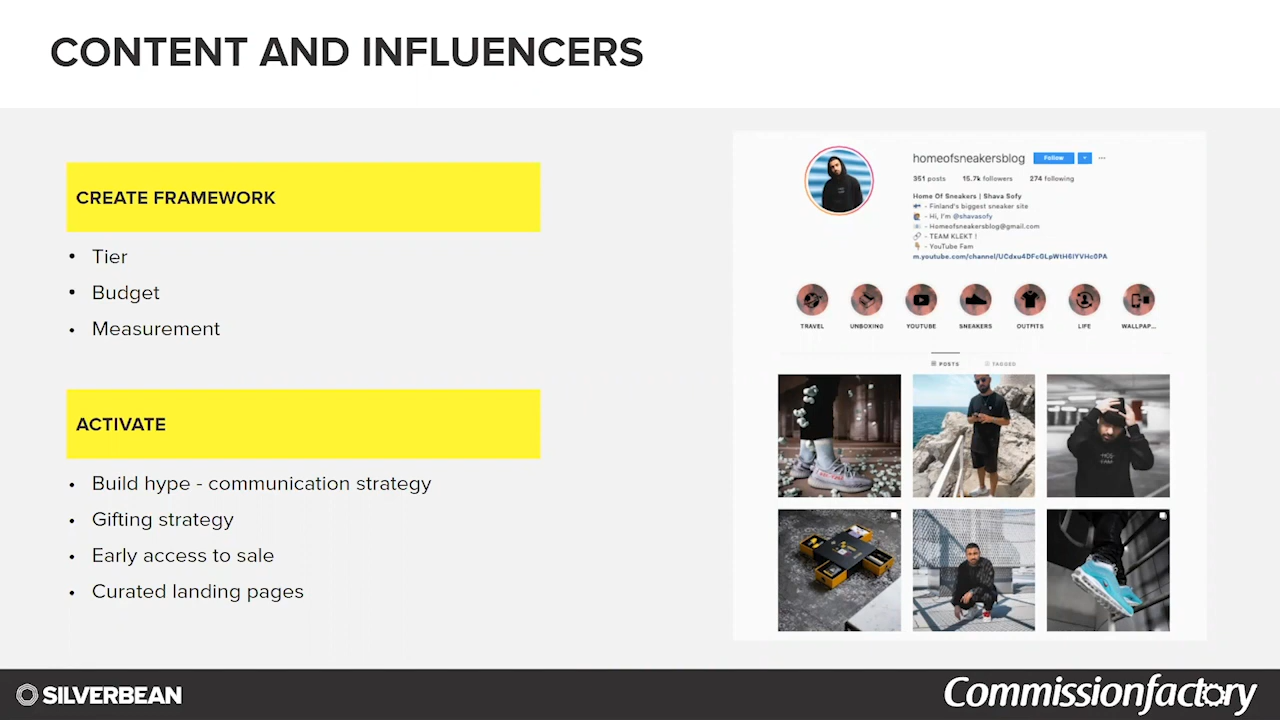 CONTENT AND INFLUENCERS
CREATE FRAMEWORK
• Tier
• Budget
• Measurement
ACTIVATE
• Build hype - communication strategy
• Gifting strategy
• Early access to sale
• Curated landing pages
homeofsneakersblog Follow
351 posts 15.7k followers 274 following
Home Of Sneakers | Shava Sofy
- Finland's biggest sneaker site
- Hi, I'm @shavasofy
- Homeofsneakersblog@gmail.com
- TEAM KLEKT !
- YouTube Fam
TRAVEL UNBOXING YOUTUBE SNEAKERS OUTFITS LIFE WALLPAP...
POSTS TAGGED
SILVERBEAN
Commissionfactory